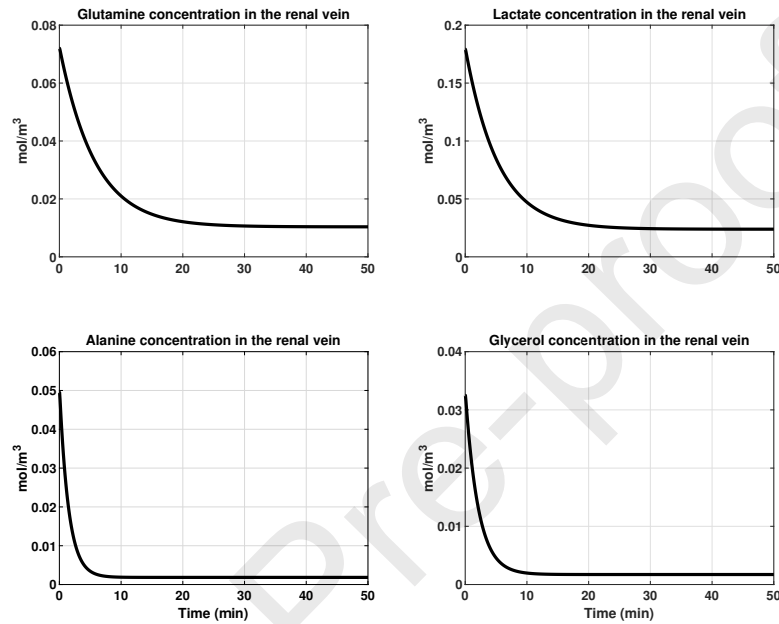 Glutamine concentration in the renal vein
0.08
0.06
0.04
0.02
0
mol/m³
0 10 20 30 40 50
Lactate concentration in the renal vein
0.2
0.15
0.1
0.05
0
mol/m³
0 10 20 30 40 50
Alanine concentration in the renal vein
0.06
0.05
0.04
0.03
0.02
0.01
0
mol/m³
0 10 20 30 40 50
Time (min)
Glycerol concentration in the renal vein
0.04
0.03
0.02
0.01
0
mol/m³
0 10 20 30 40 50
Time (min)
Pre-proo